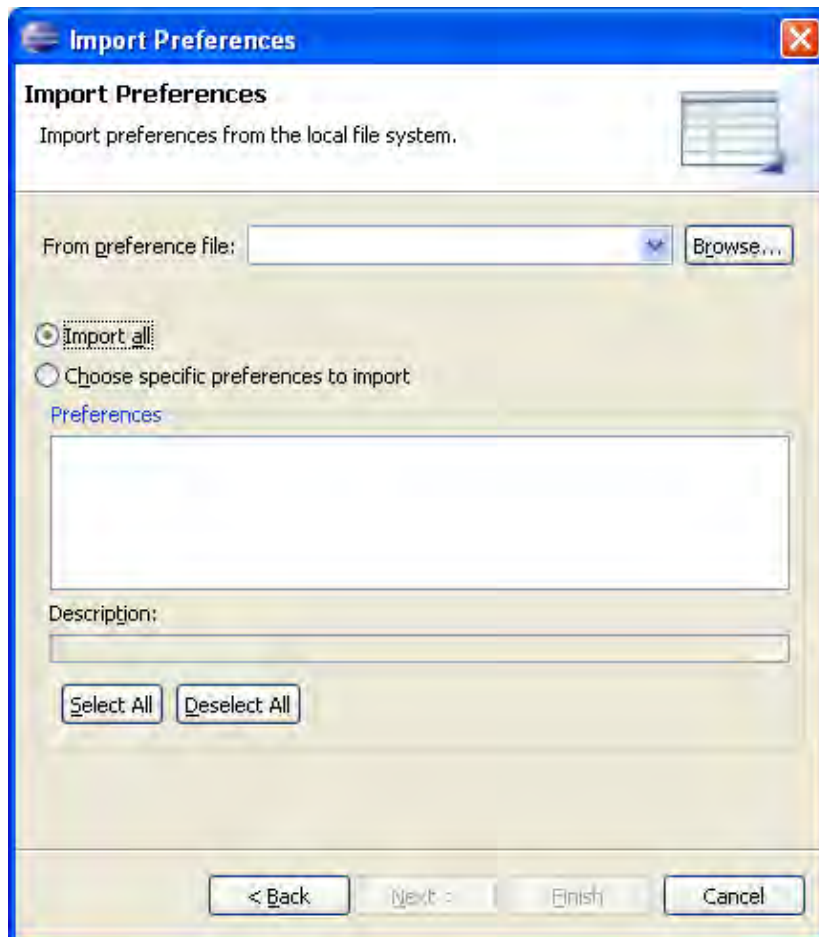 Import Preferences
Import Preferences
Import preferences from the local file system.
From preference file: Browse...
Import all
Choose specific preferences to import
Preferences
Description:
Select All Deselect All
< Back Next > Finish Cancel